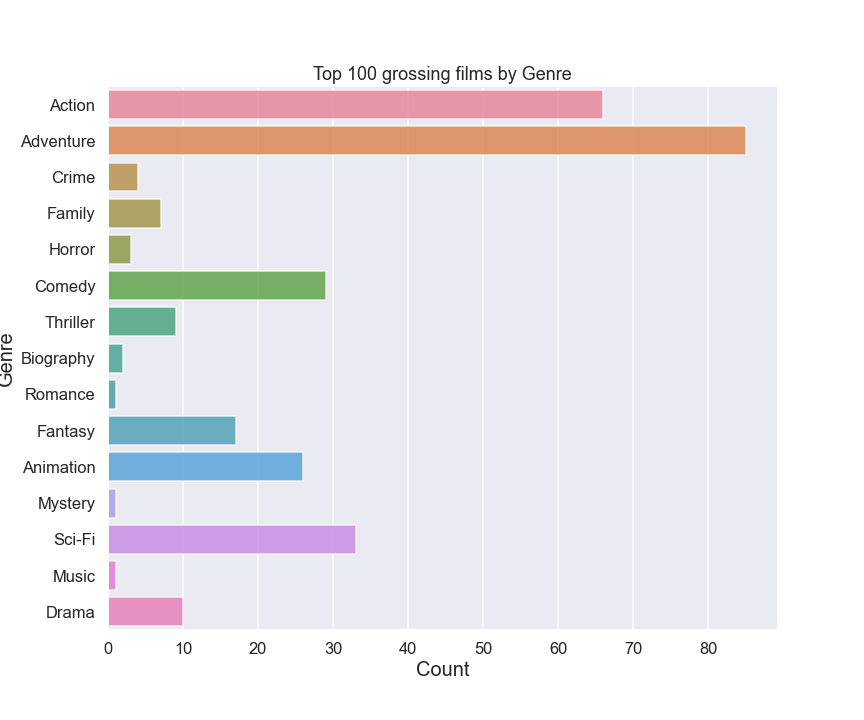 Top 100 grossing films by Genre
Genre
Action
Adventure
Crime
Family
Horror
Comedy
Thriller
Biography
Romance
Fantasy
Animation
Mystery
Sci-Fi
Music
Drama
0 10 20 30 40 50 60 70 80
Count